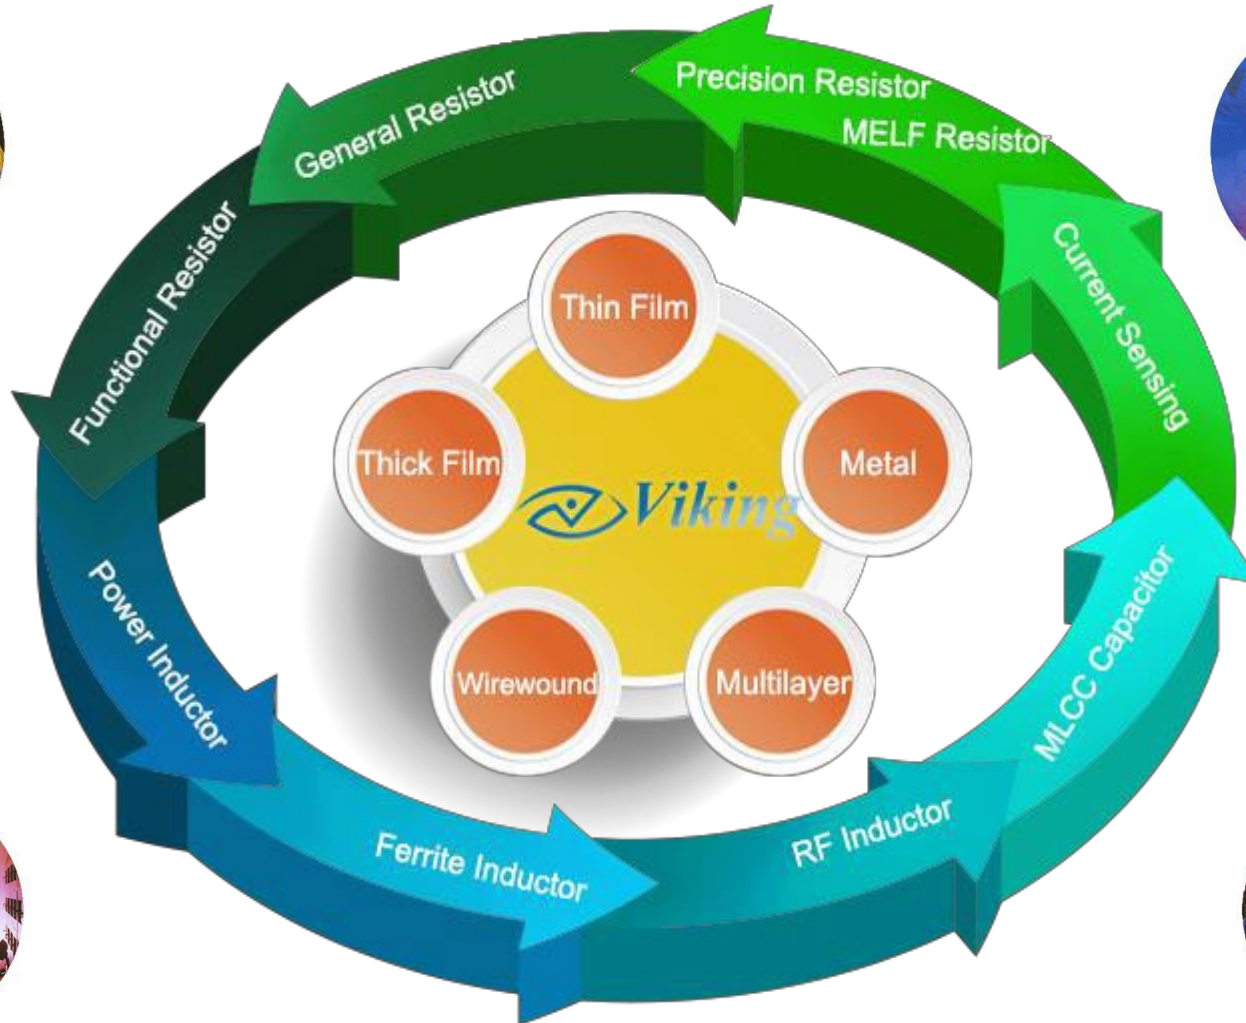 Precision Resistor
MELF Resistor
General Resistor
Current Sensing
Functional Resistor
Thin Film
Thick Film
Metal
Viking
Power Inductor
MLCC Capacitor
Wirewound
Multilayer
Ferrite Inductor
RF Inductor